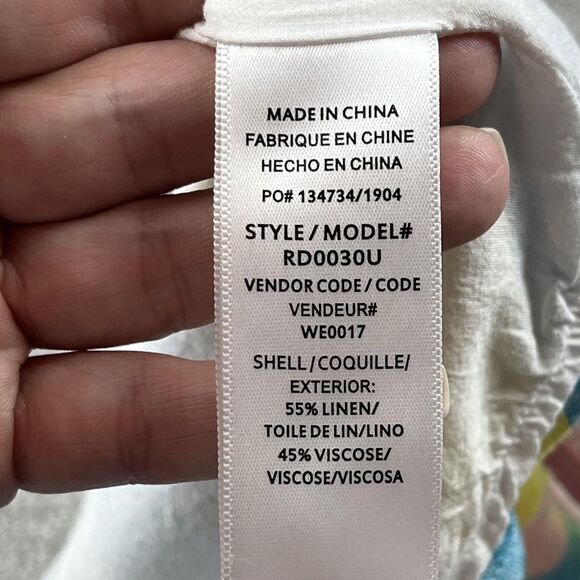 MADE IN CHINA
FABRIQUE EN CHINE
HECHO EN CHINA
PO# 134734/1904
STYLE / MODEL#
RD0030U
VENDOR CODE / CODE
VENDEUR#
WE0017
SHELL/COQUILLE/
EXTERIOR:
55% LINEN/
TOILE DE LIN/LINO
45% VISCOSE/
VISCOSE/VISCOSA